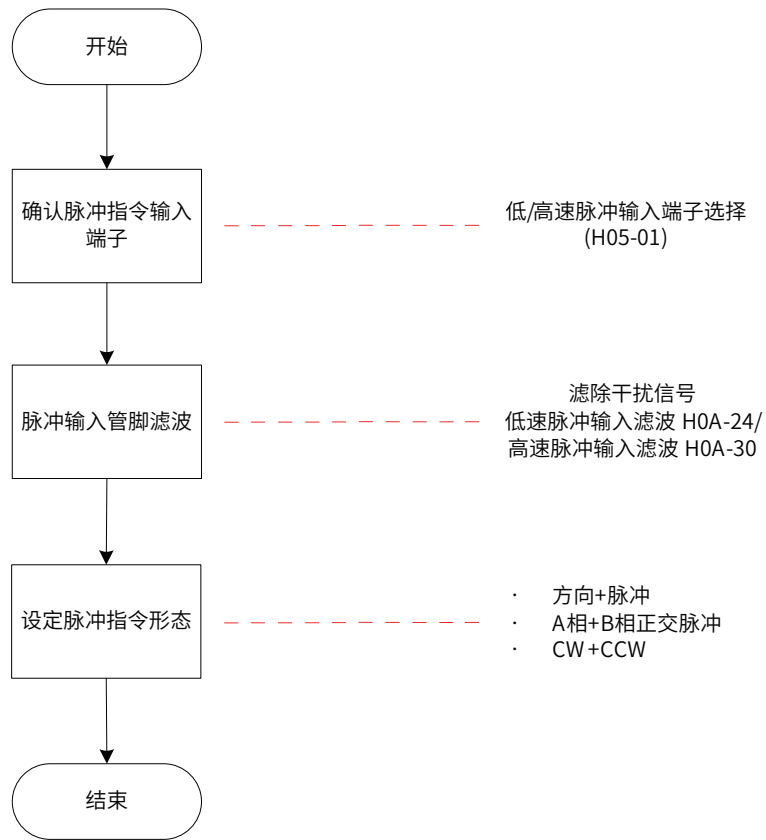 开始
确认脉冲指令输入
端子
低/高速脉冲输入端子选择
(H05-01)
脉冲输入管脚滤波
滤除干扰信号
低速脉冲输入滤波 H0A-24/
高速脉冲输入滤波 H0A-30
设定脉冲指令形态
· 方向+脉冲
· A相+B相正交脉冲
· CW+CCW
结束